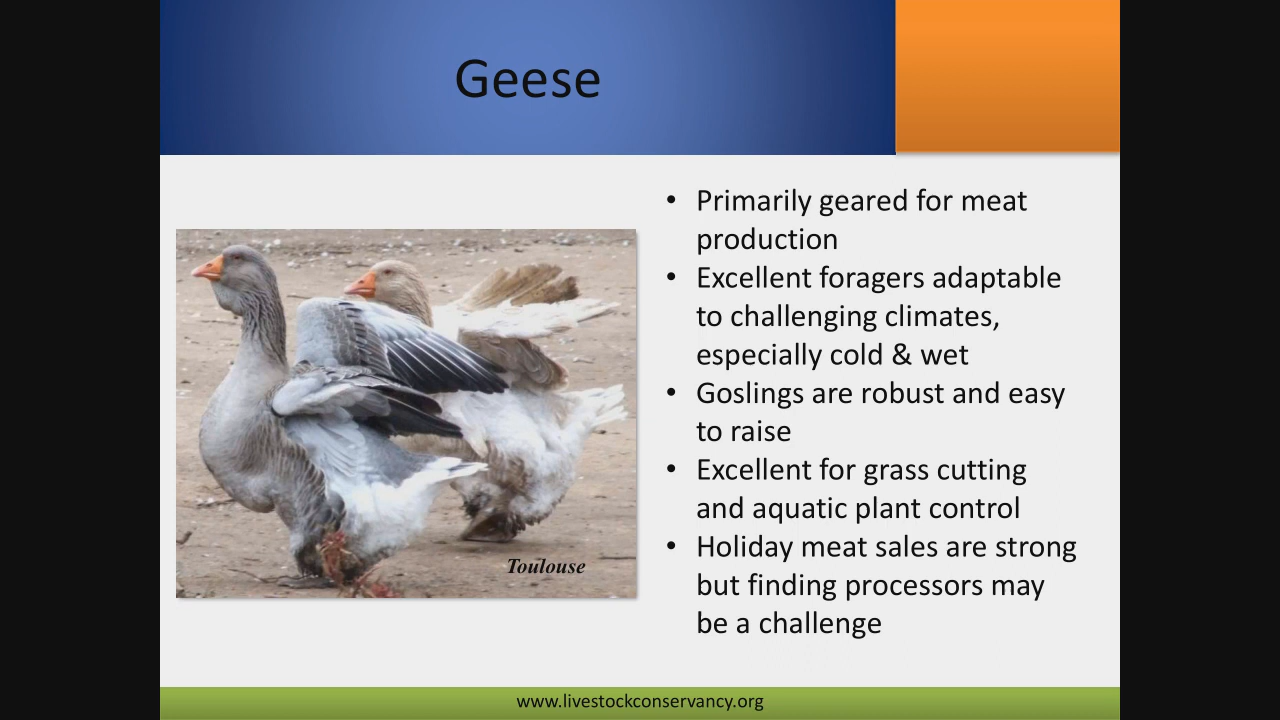 Geese
• Primarily geared for meat
production
• Excellent foragers adaptable
to challenging climates,
especially cold & wet
• Goslings are robust and easy
to raise
• Excellent for grass cutting
and aquatic plant control
• Holiday meat sales are strong
but finding processors may
be a challenge
Toulouse
www.livestockconservancy.org